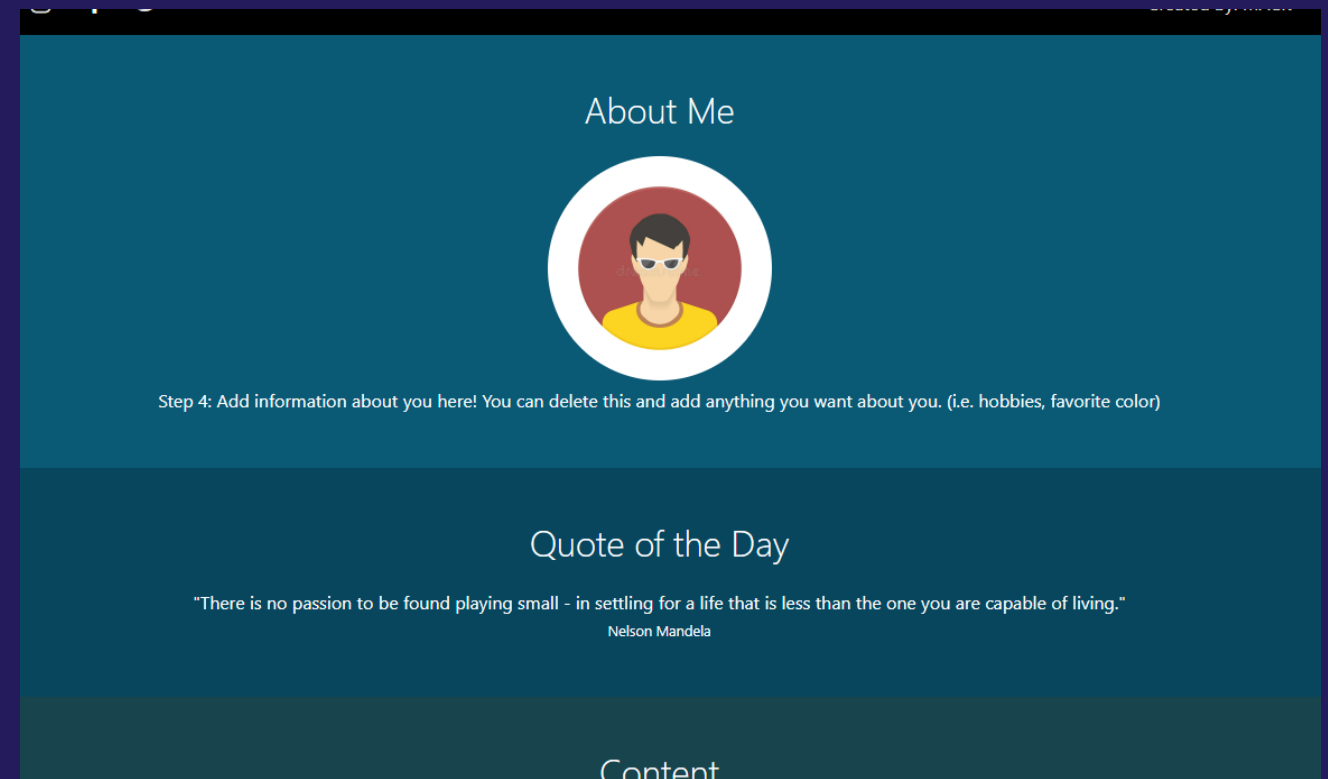 About Me
Step 4: Add information about you here! You can delete this and add anything you want about you. (i.e. hobbies, favorite color)
Quote of the Day
"There is no passion to be found playing small - in settling for a life that is less than the one you are capable of living."
Nelson Mandela
Content